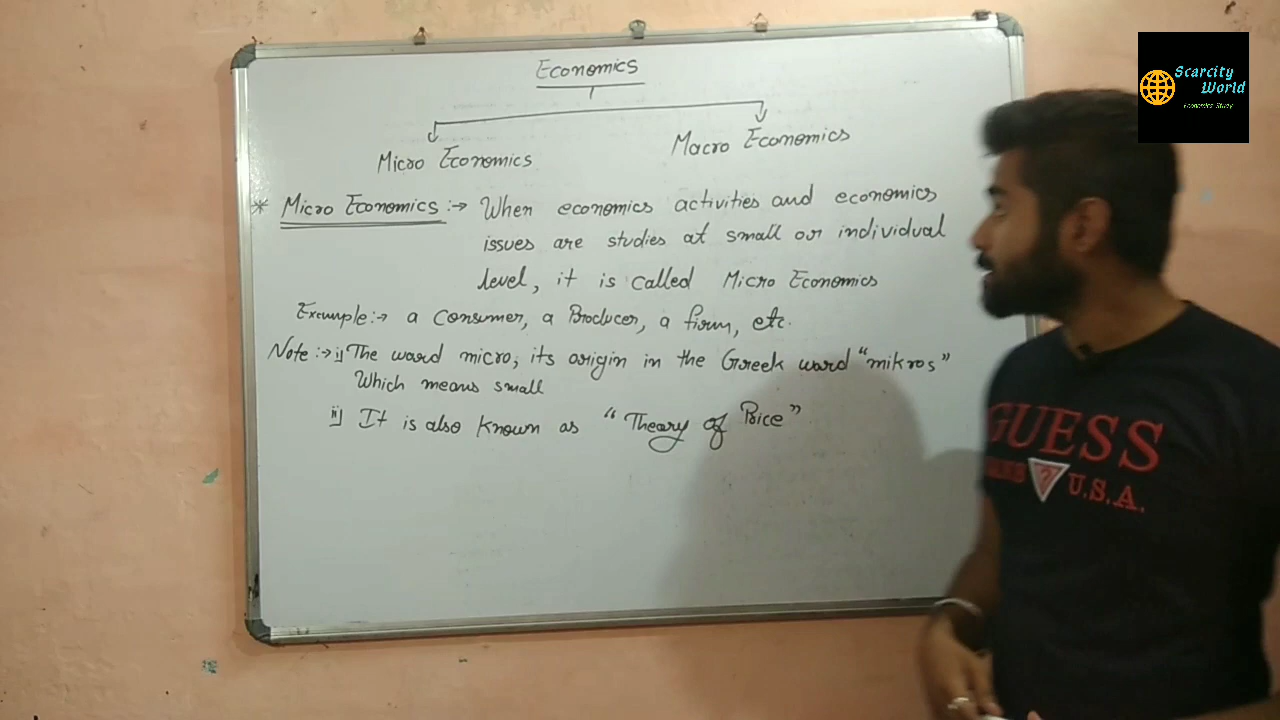 Economics
Micro Economics
Macro Economics
* Micro Economics :→ When economics activities and economics
issues are studies at small or individual
level, it is called Micro Economics
Example:→ a Consumer, a Producer, a firm, etc.
Note:→ i) The word micro, its origin in the Greek word "mikros"
Which means small
ii) It is also known as "Theory of Price"
Scarcity
World
Economics Study
GUESS
?
U.S.A.